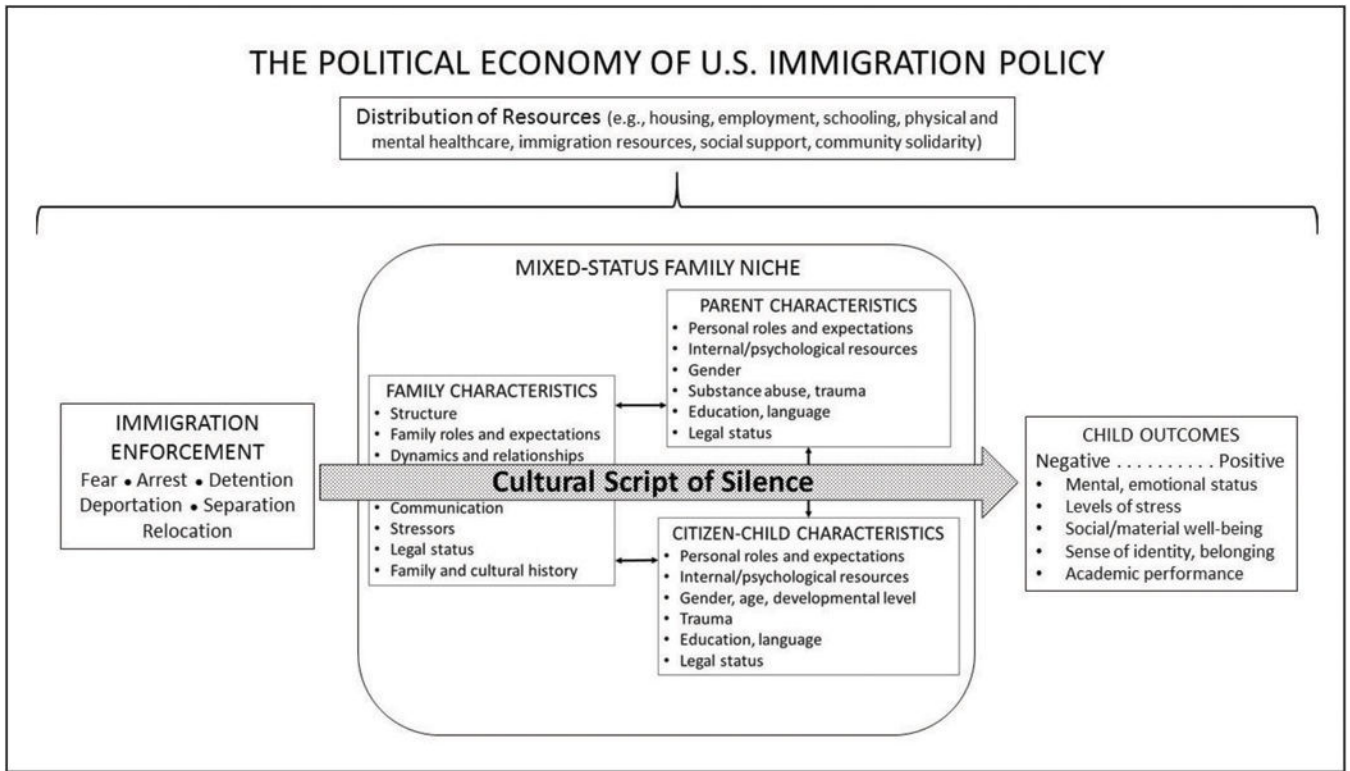 THE POLITICAL ECONOMY OF U.S. IMMIGRATION POLICY
Distribution of Resources (e.g., housing, employment, schooling, physical and
mental healthcare, immigration resources, social support, community solidarity)
MIXED-STATUS FAMILY NICHE
IMMIGRATION
ENFORCEMENT
Fear • Arrest • Detention
Deportation • Separation
Relocation
FAMILY CHARACTERISTICS
• Structure
• Family roles and expectations
• Dynamics and relationships
Cultural Script of Silence
• Communication
• Stressors
• Legal status
• Family and cultural history
PARENT CHARACTERISTICS
• Personal roles and expectations
• Internal/psychological resources
• Gender
• Substance abuse, trauma
• Education, language
• Legal status
CITIZEN-CHILD CHARACTERISTICS
• Personal roles and expectations
• Internal/psychological resources
• Gender, age, developmental level
• Trauma
• Education, language
• Legal status
CHILD OUTCOMES
Negative . . . . . . . . . . Positive
• Mental, emotional status
• Levels of stress
• Social/material well-being
• Sense of identity, belonging
• Academic performance